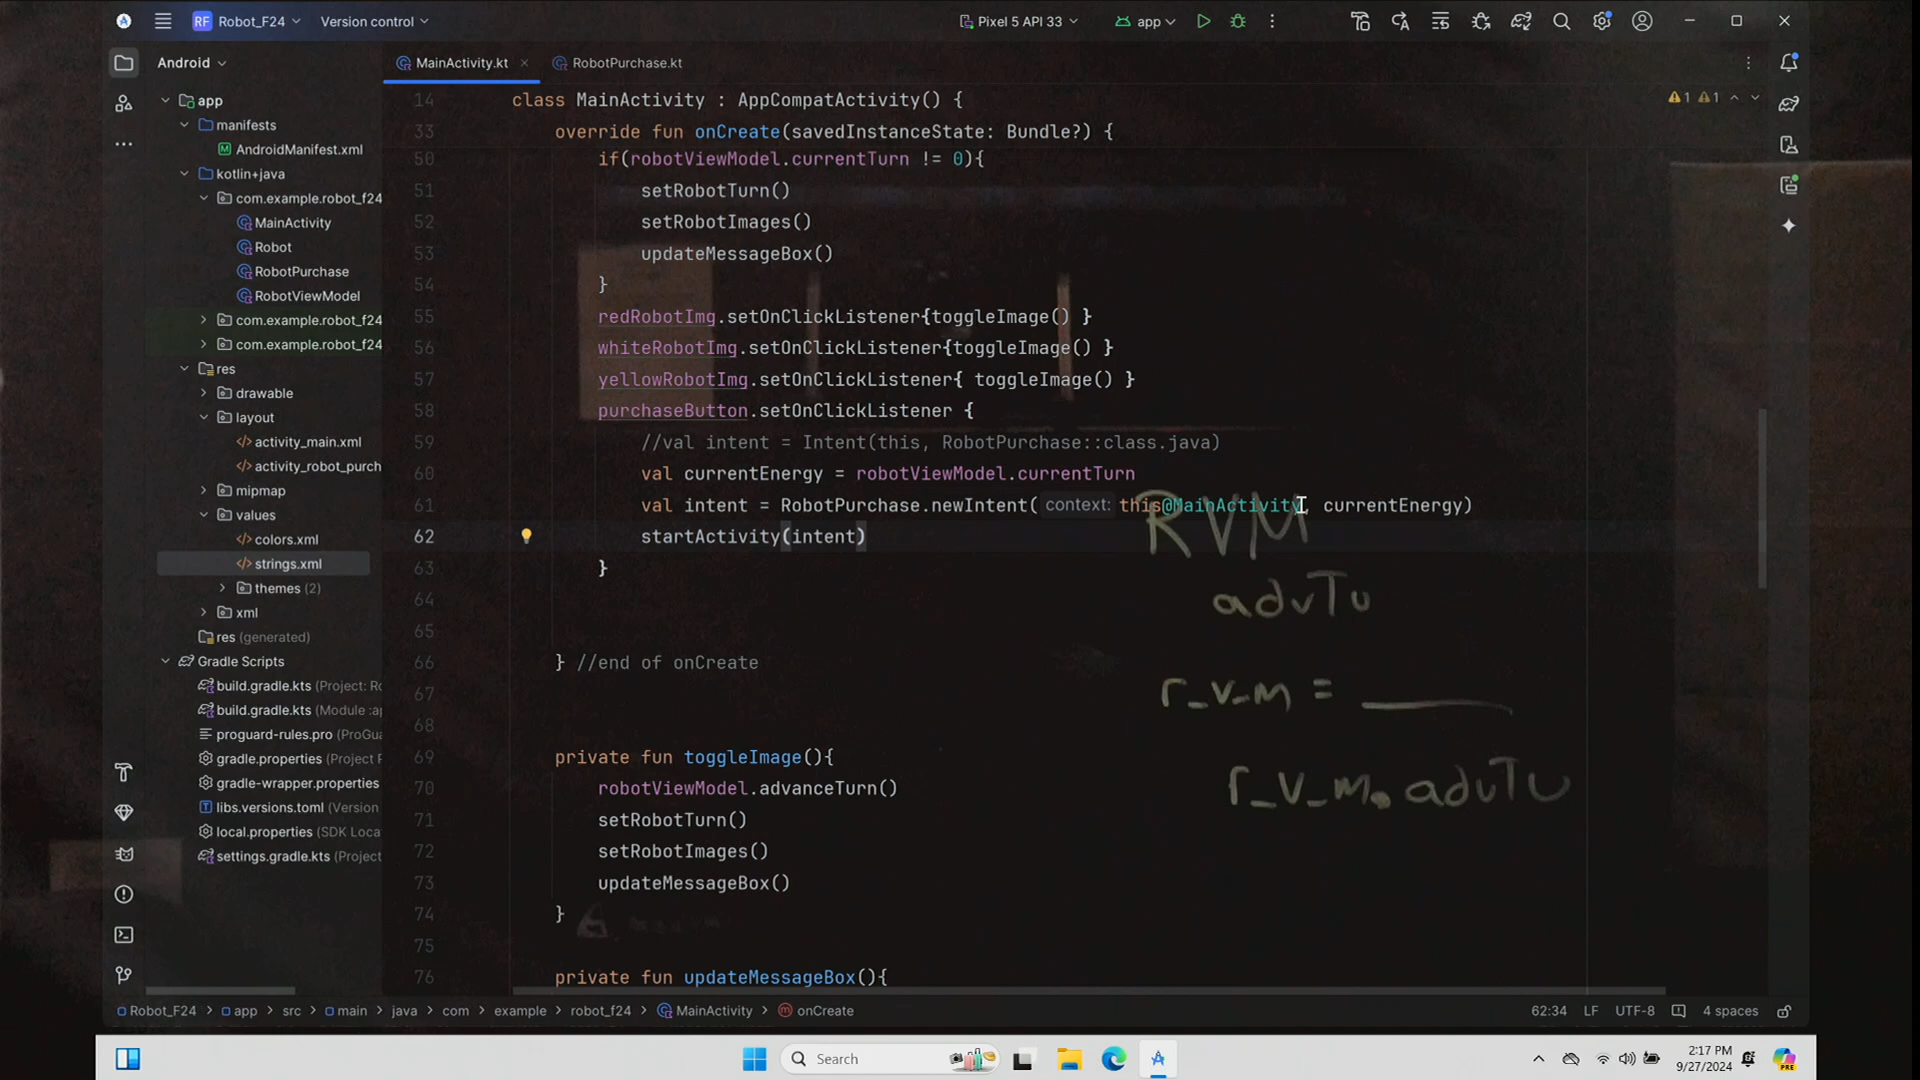 RF Robot_F24 Version control Pixel 5 API 33 app
Android MainActivity.kt RobotPurchase.kt
app
manifests
AndroidManifest.xml
kotlin+java
com.example.robot_f24
MainActivity
Robot
RobotPurchase
RobotViewModel
com.example.robot_f24
com.example.robot_f24
res
drawable
layout
activity_main.xml
activity_robot_purch
mipmap
values
colors.xml
strings.xml
themes (2)
xml
res (generated)
Gradle Scripts
build.gradle.kts (Project: Ro
build.gradle.kts (Module :ap
proguard-rules.pro (ProGua
gradle.properties (Project P
gradle-wrapper.properties
libs.versions.toml (Version
local.properties (SDK Loca
settings.gradle.kts (Project
1 1
14 class MainActivity : AppCompatActivity() {
33 override fun onCreate(savedInstanceState: Bundle?) {
50 if(robotViewModel.currentTurn != 0){
51 setRobotTurn()
52 setRobotImages()
53 updateMessageBox()
54 }
55 redRobotImg.setOnClickListener{toggleImage() }
56 whiteRobotImg.setOnClickListener{toggleImage() }
57 yellowRobotImg.setOnClickListener{ toggleImage() }
58 purchaseButton.setOnClickListener {
59 //val intent = Intent(this, RobotPurchase::class.java)
60 val currentEnergy = robotViewModel.currentTurn
61 val intent = RobotPurchase.newIntent( context: this@MainActivity, currentEnergy)
62 startActivity(intent)
63 }
64
65
66 } //end of onCreate
67
68
69 private fun toggleImage(){
70 robotViewModel.advanceTurn()
71 setRobotTurn()
72 setRobotImages()
73 updateMessageBox()
74 }
75
76 private fun updateMessageBox(){
RVM
advTu
r_v_m = ____
r_v_m.advTu
Robot_F24 > app > src > main > java > com > example > robot_f24 > MainActivity > onCreate 62:34 LF UTF-8 4 spaces
Search 2:17 PM
9/27/2024
PRE